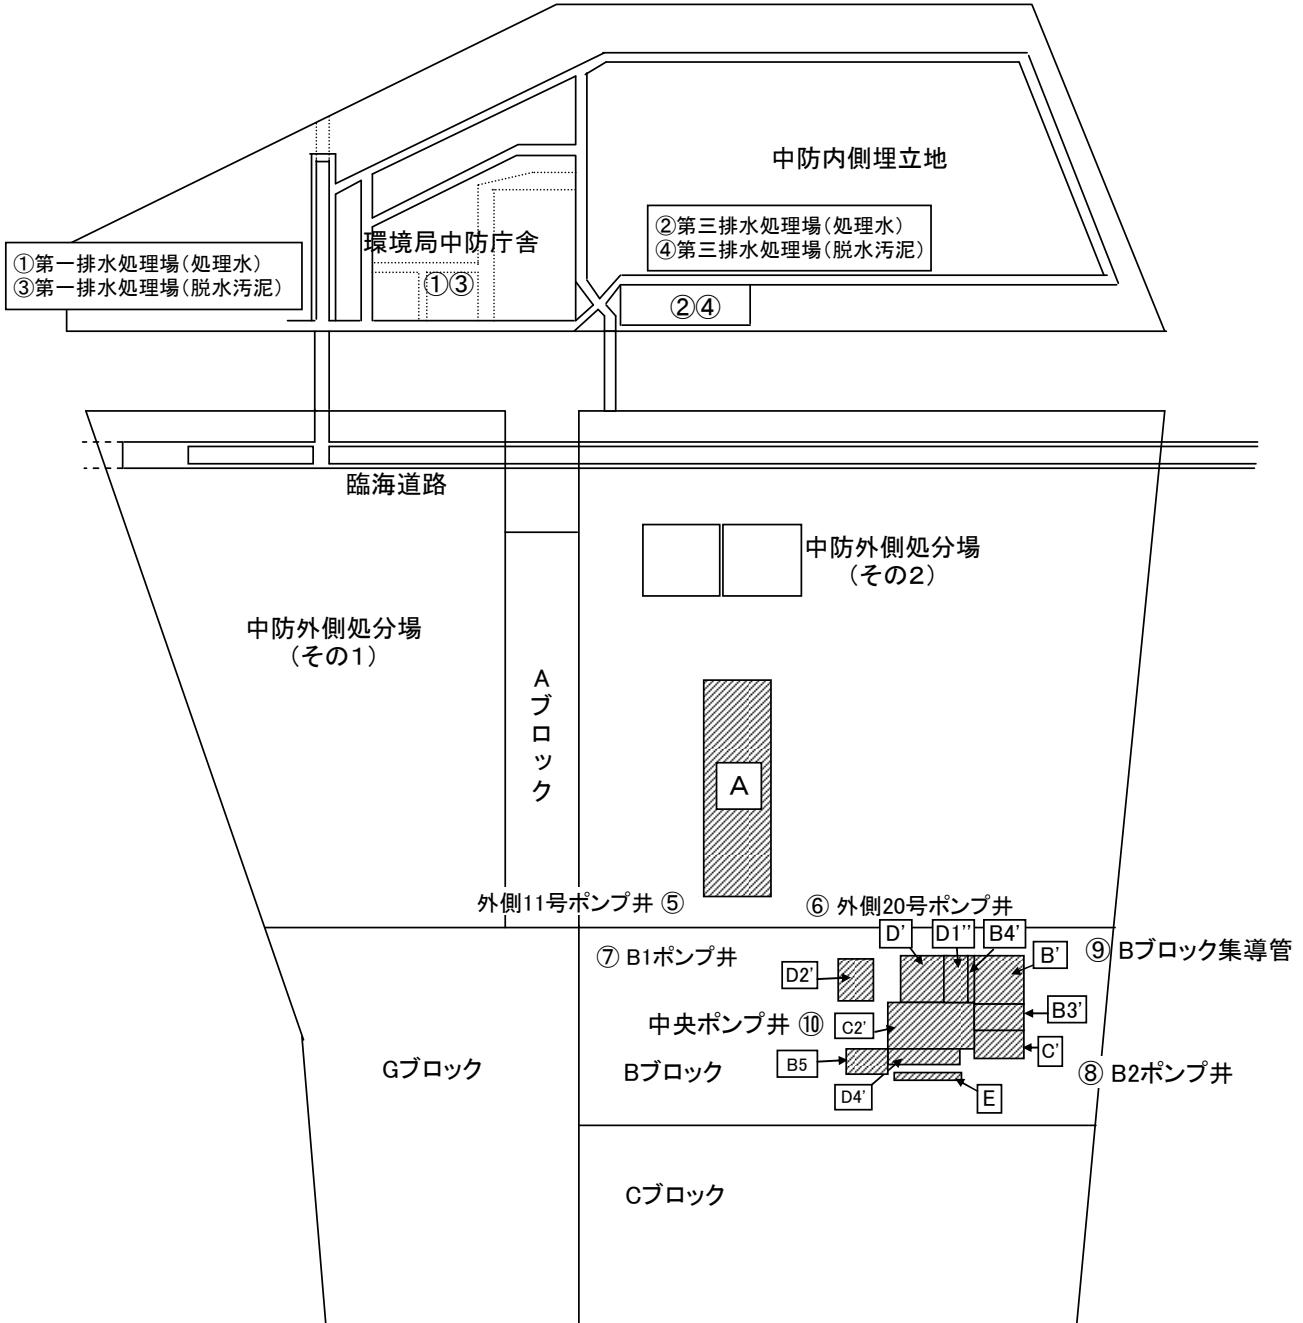 中防内側埋立地
②第三排水処理場(処理水)
④第三排水処理場(脱水汚泥)
環境局中防庁舎
①第一排水処理場(処理水)
③第一排水処理場(脱水汚泥)
①③
②④
臨海道路
中防外側処分場
(その2)
中防外側処分場
(その1)
Aブロック
A
外側11号ポンプ井 ⑤
⑥ 外側20号ポンプ井
D'
D1''
B4'
⑦ B1ポンプ井
B'
⑨ Bブロック集導管
D2'
B3'
中央ポンプ井 ⑩
C2'
C'
Gブロック
Bブロック
B5
⑧ B2ポンプ井
D4'
E
Cブロック